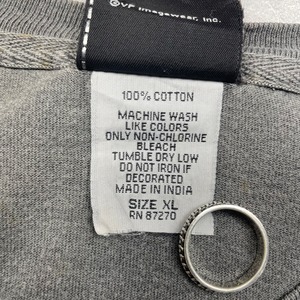 ©VF Imagewear, Inc.
100% COTTON
MACHINE WASH
LIKE COLORS
ONLY NON-CHLORINE
BLEACH
TUMBLE DRY LOW
DO NOT IRON IF
DECORATED
MADE IN INDIA
SIZE XL
RN 87270